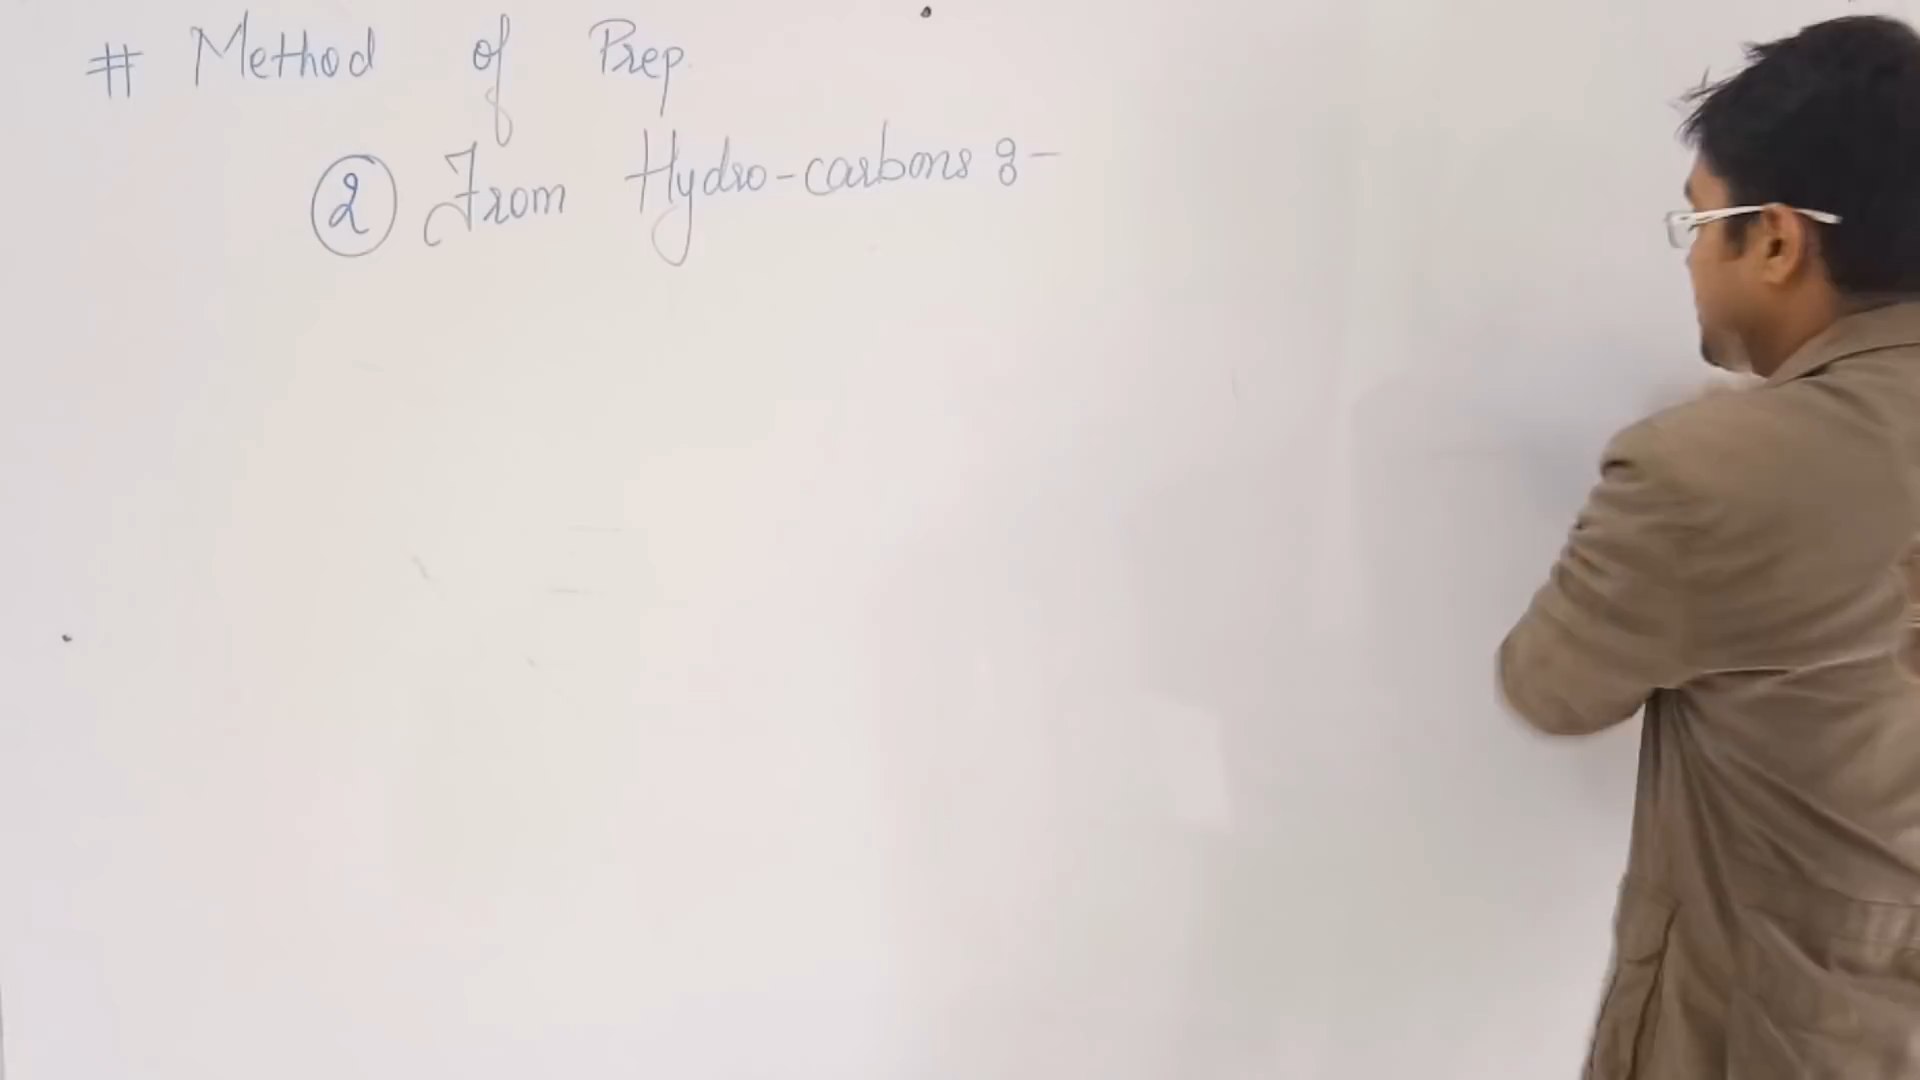 # Method of Prep.
② From Hydro-carbons :-